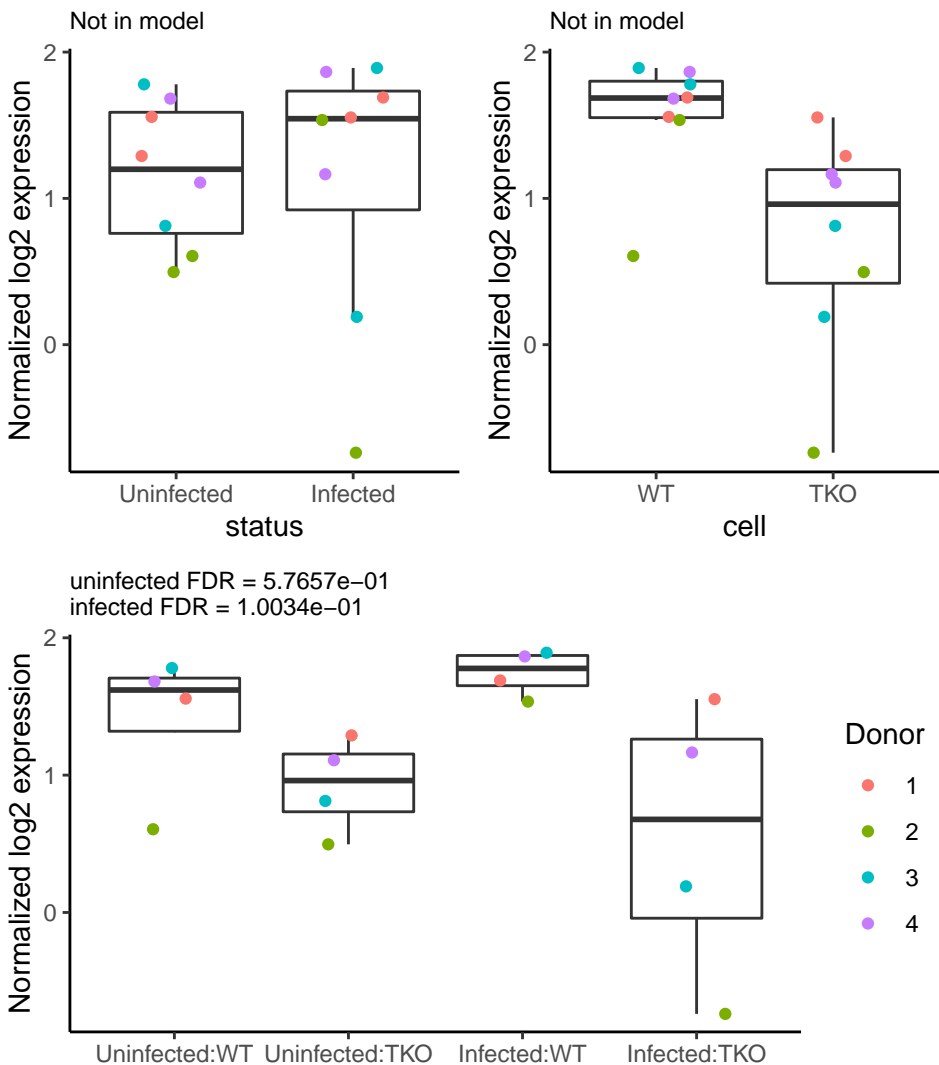 Not in model
Normalized log2 expression
2
1
0
Uninfected
Infected
status
Not in model
Normalized log2 expression
2
1
0
WT
TKO
cell
uninfected FDR = 5.7657e−01
infected FDR = 1.0034e−01
Normalized log2 expression
2
1
0
Uninfected:WT
Uninfected:TKO
Infected:WT
Infected:TKO
Donor
1
2
3
4